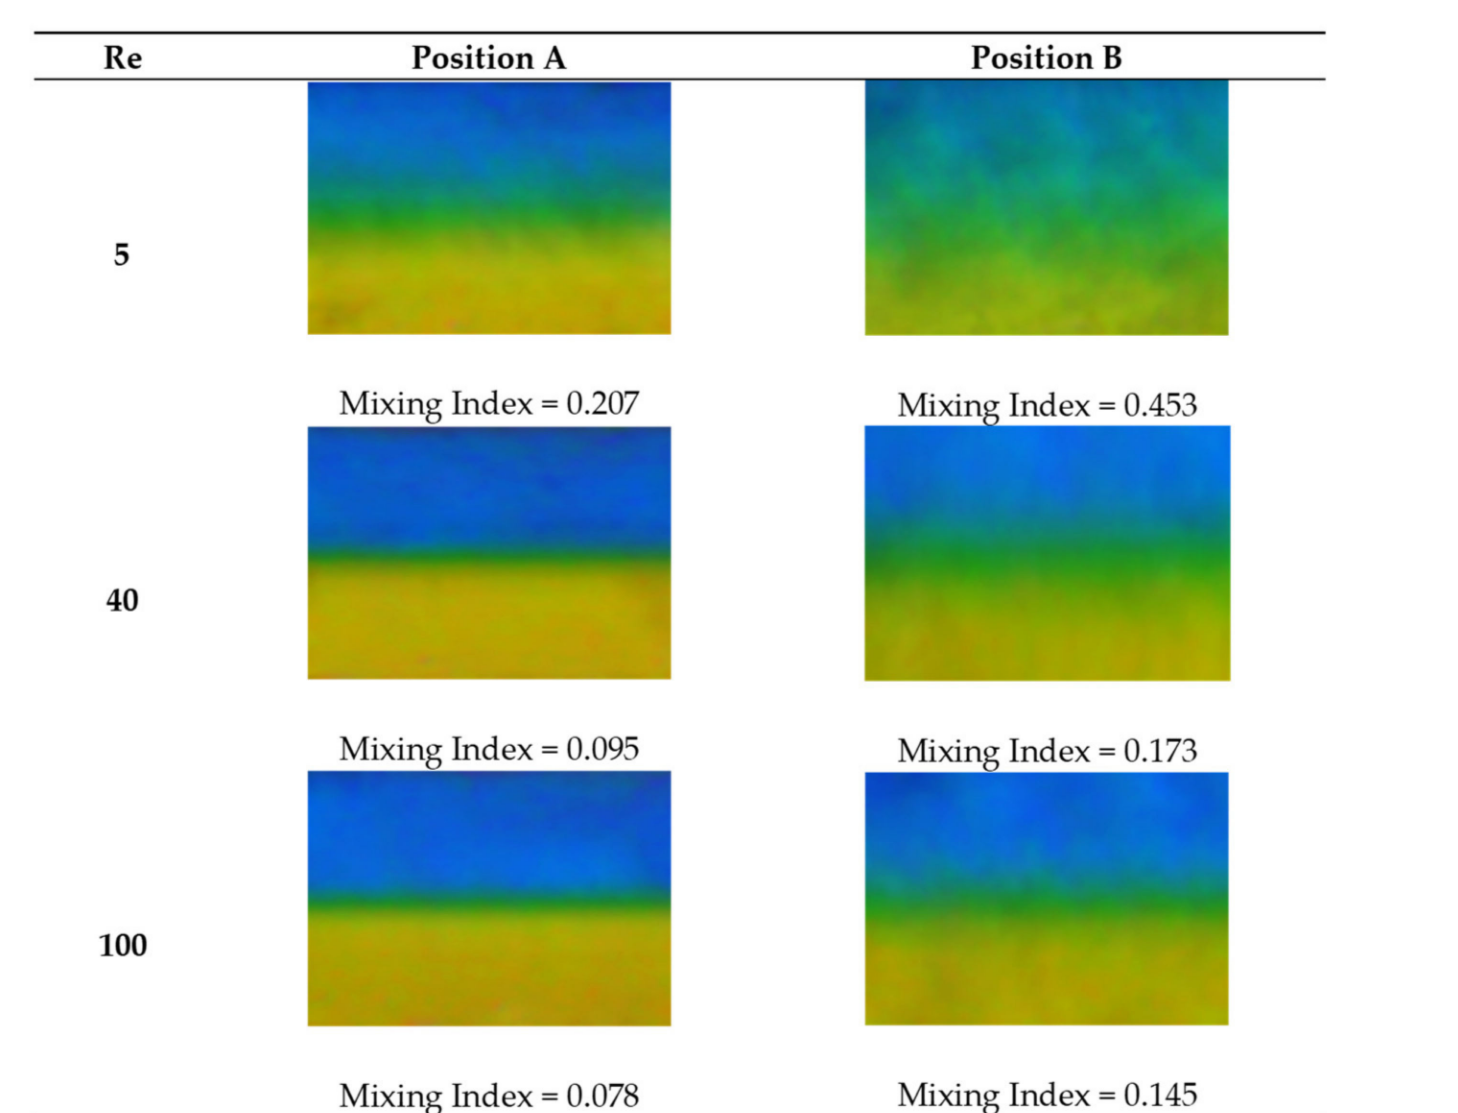 Re Position A Position B
5
Mixing Index = 0.207 Mixing Index = 0.453
40
Mixing Index = 0.095 Mixing Index = 0.173
100
Mixing Index = 0.078 Mixing Index = 0.145